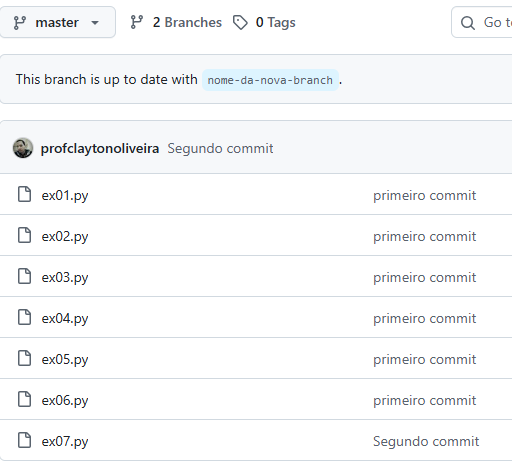 master 2 Branches 0 Tags Go to
This branch is up to date with nome-da-nova-branch.
profclaytonoliveira Segundo commit
ex01.py primeiro commit
ex02.py primeiro commit
ex03.py primeiro commit
ex04.py primeiro commit
ex05.py primeiro commit
ex06.py primeiro commit
ex07.py Segundo commit